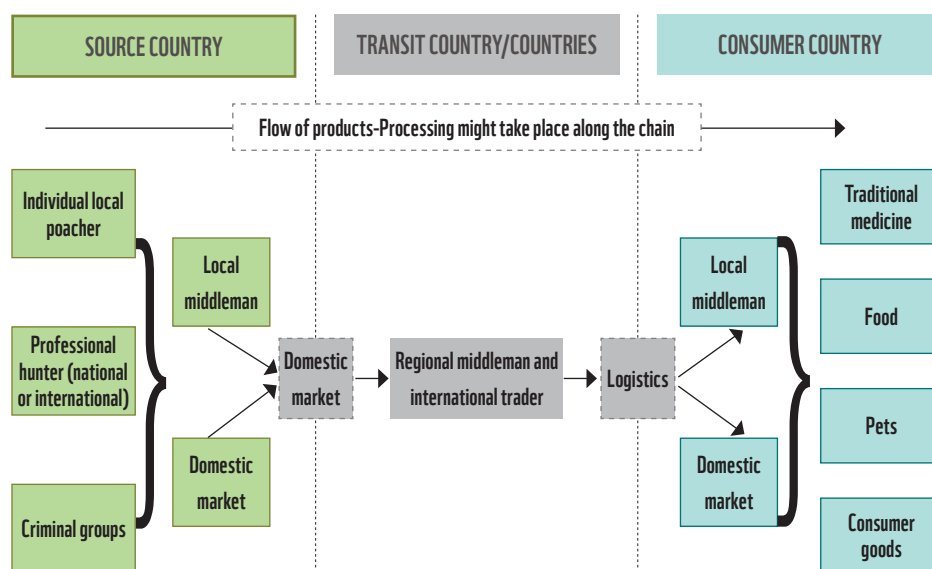 SOURCE COUNTRY
TRANSIT COUNTRY/COUNTRIES
CONSUMER COUNTRY
Flow of products-Processing might take place along the chain
Individual local
poacher
Professional
hunter (national
or international)
Criminal groups
Local
middleman
Domestic
market
Domestic
market
Regional middleman and
international trader
Logistics
Local
middleman
Domestic
market
Traditional
medicine
Food
Pets
Consumer
goods